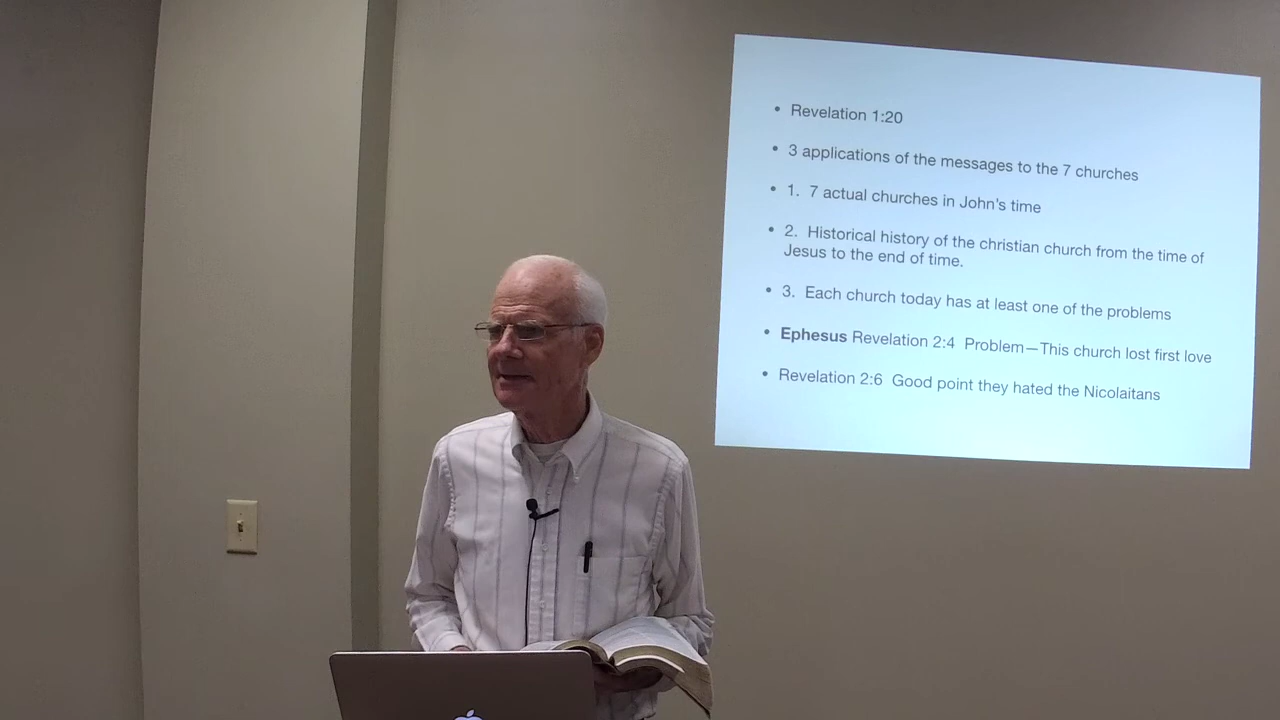 • Revelation 1:20
• 3 applications of the messages to the 7 churches
• 1. 7 actual churches in John's time
• 2. Historical history of the christian church from the time of
Jesus to the end of time.
• 3. Each church today has at least one of the problems
• Ephesus Revelation 2:4 Problem—This church lost first love
• Revelation 2:6 Good point they hated the Nicolaitans